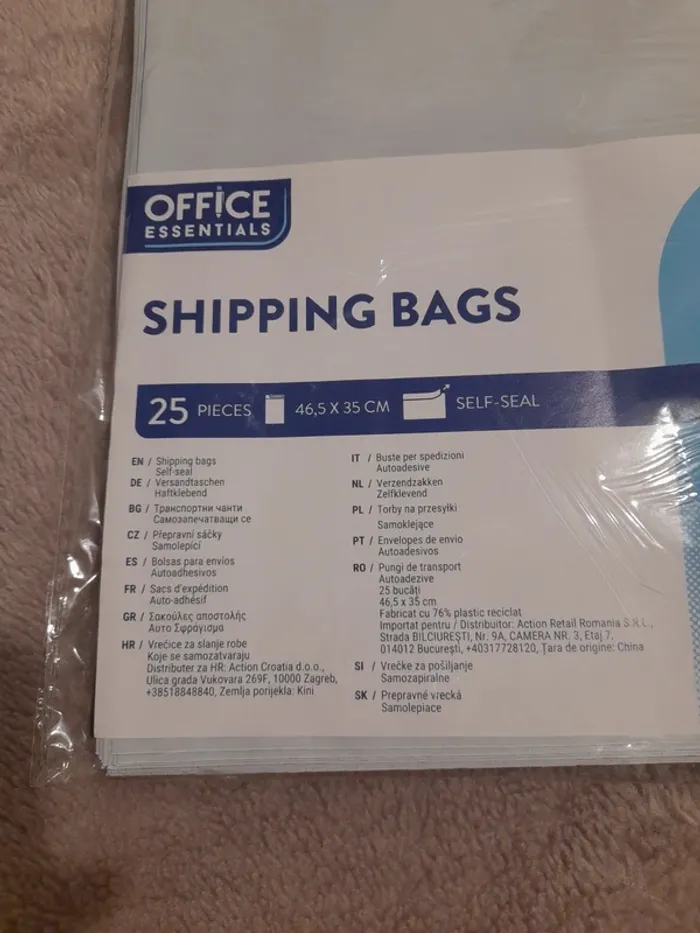 OFFICE
ESSENTIALS
SHIPPING BAGS
25 PIECES 46,5 X 35 CM SELF-SEAL
EN / Shipping bags
Self-seal
DE / Versandtaschen
Haftklebend
BG / Транспортни чанти
Самозапечатващи се
CZ / Přepravní sáčky
Samolepící
ES / Bolsas para envíos
Autoadhesivos
FR / Sacs d'expédition
Auto-adhésif
GR / Σακούλες αποστολής
Αυτο Σφράγισμα
HR / Vrećice za slanje robe
Koje se samozatvaraju
Distributer za HR: Action Croatia d.o.o.,
Ulica grada Vukovara 269F, 10000 Zagreb,
+38518848840, Zemlja porijekla: Kini
IT / Buste per spedizioni
Autoadesive
NL / Verzendzakken
Zelfklevend
PL / Torby na przesyłki
Samoklejące
PT / Envelopes de envio
Autoadesivos
RO / Pungi de transport
Autoadezive
25 bucăți
46,5 x 35 cm
Fabricat cu 76% plastic reciclat
Importat pentru / Distribuitor: Action Retail Romania S.R.L.,
Strada BILCIUREȘTI, Nr. 9A, CAMERA NR. 3, Etaj 7,
014012 București, +40317728120, Țara de origine: China
SI / Vrečke za pošiljanje
Samozapiralne
SK / Prepravné vrecká
Samolepiace